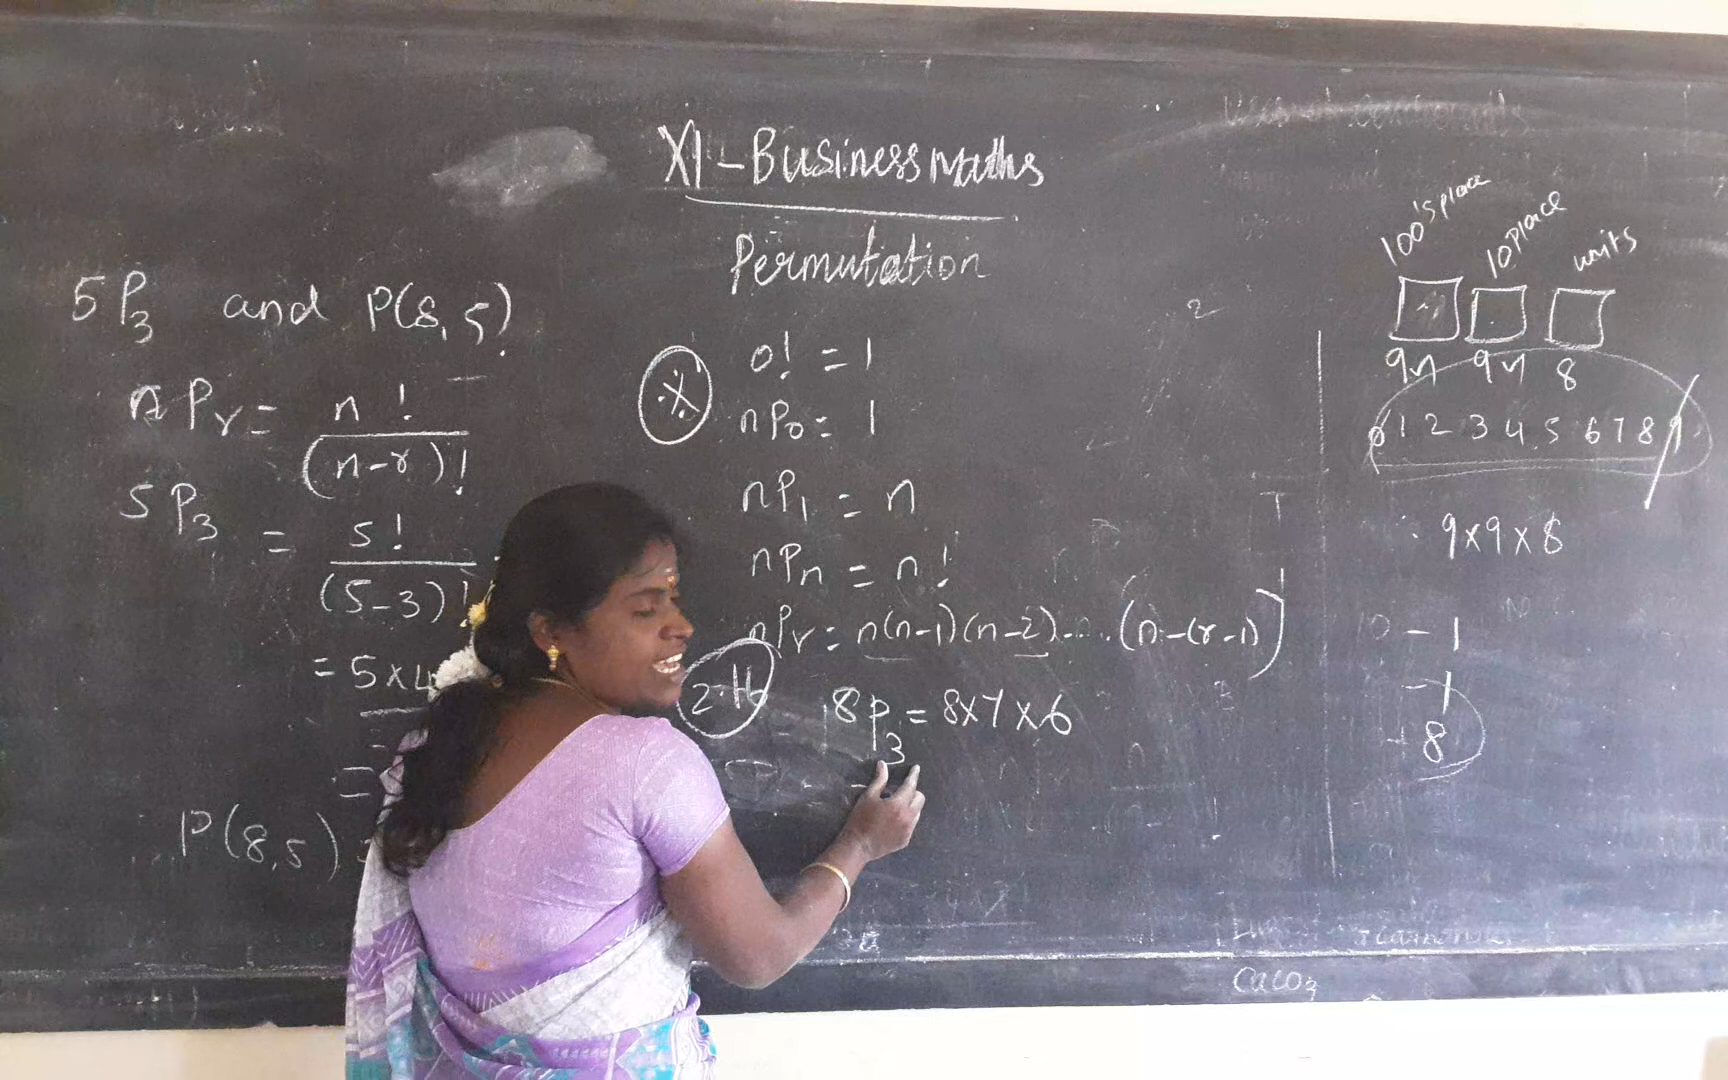 XI - Business Maths
Permutation
5P3 and P(8,5)
nPr = n!
(n-r)!
5P3 = 5!
(5-3)!
= 5x4
=
=
P(8,5) =
0! = 1
nP0 = 1
nP1 = n
nPn = n!
nPr = n(n-1)(n-2)-...(n-(r-1))
2.16
8P3 = 8x7x6
100's place 10 place units
9 9 8
0 1 2 3 4 5 6 7 8 9
9x9x8
10 - 1
- 1
8
CaCO3